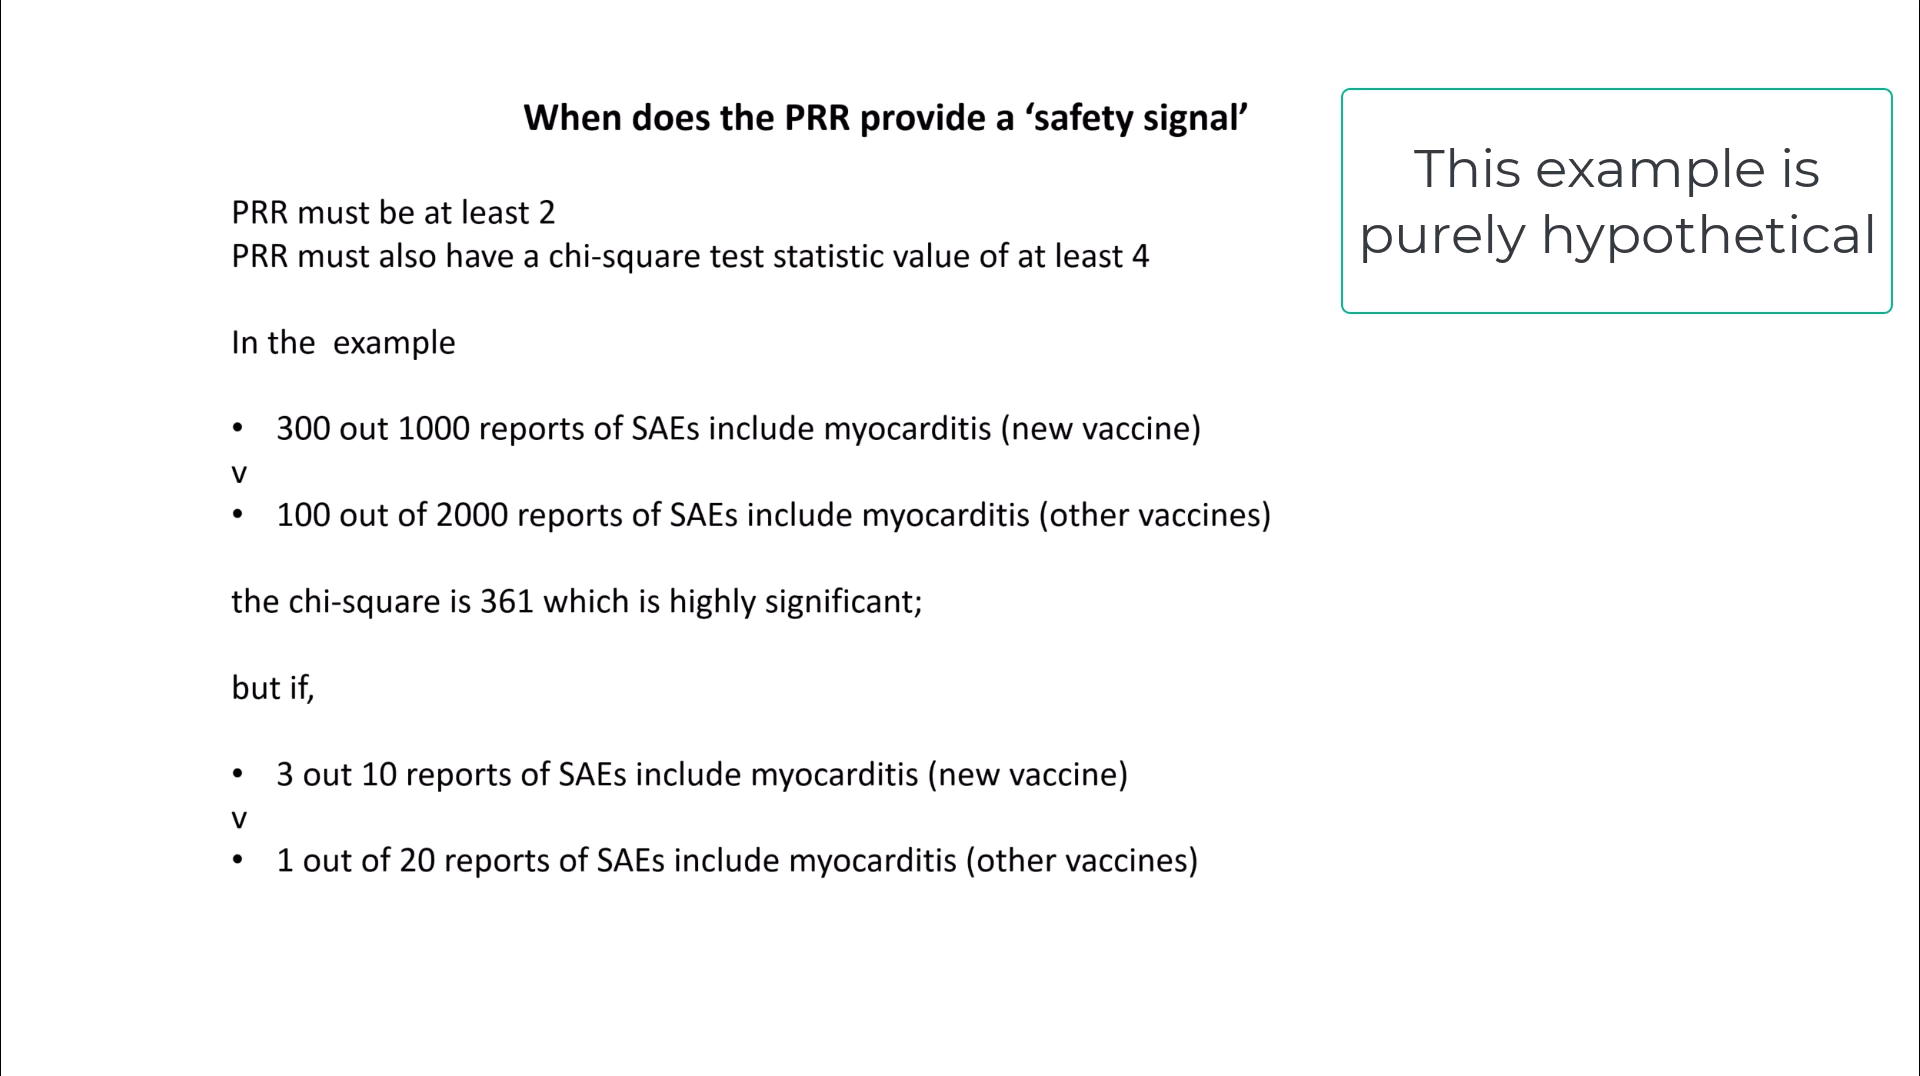 When does the PRR provide a ‘safety signal’
This example is
purely hypothetical
PRR must be at least 2
PRR must also have a chi-square test statistic value of at least 4
In the  example
• 300 out 1000 reports of SAEs include myocarditis (new vaccine)
v
• 100 out of 2000 reports of SAEs include myocarditis (other vaccines)
the chi-square is 361 which is highly significant;
but if,
• 3 out 10 reports of SAEs include myocarditis (new vaccine)
v
• 1 out of 20 reports of SAEs include myocarditis (other vaccines)